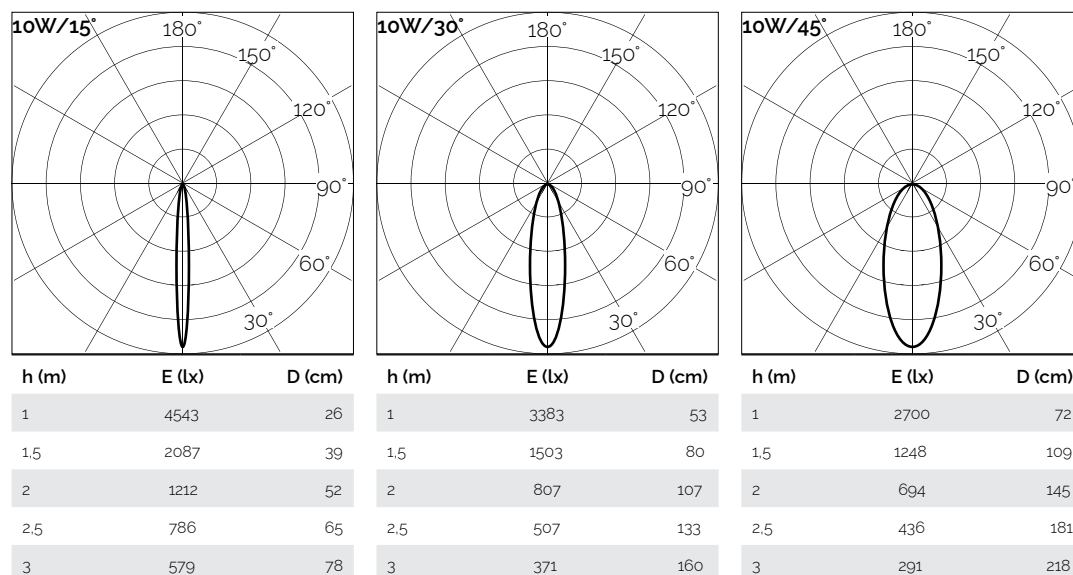 10W/15°
180°
150°
120°
90°
60°
30°
h (m) E (lx) D (cm)
1 4543 26
1,5 2087 39
2 1212 52
2,5 786 65
3 579 78
10W/30°
180°
150°
120°
90°
60°
30°
h (m) E (lx) D (cm)
1 3383 53
1,5 1503 80
2 807 107
2,5 507 133
3 371 160
10W/45°
180°
150°
120°
90°
60°
30°
h (m) E (lx) D (cm)
1 2700 72
1,5 1248 109
2 694 145
2,5 436 181
3 291 218